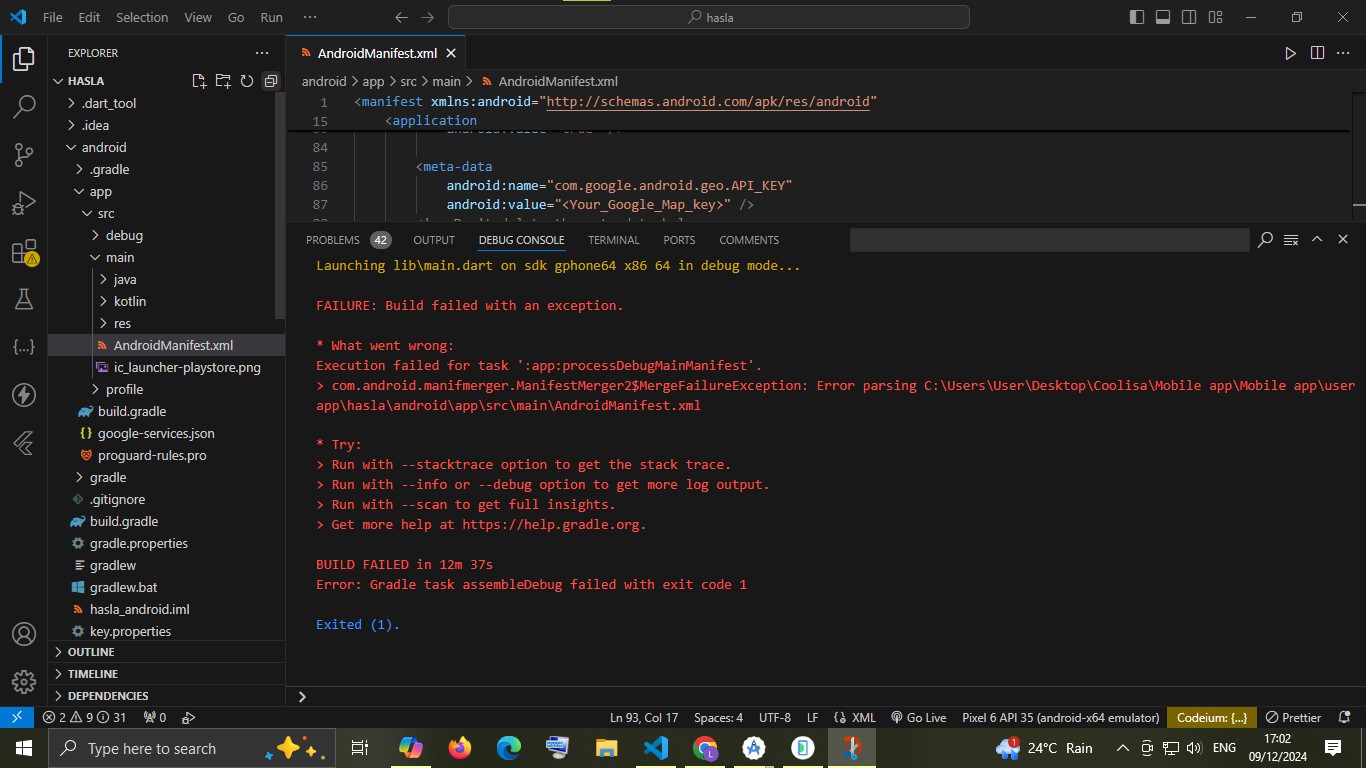 File Edit Selection View Go Run ··· hasla
EXPLORER ···
HASLA
.dart_tool
.idea
android
.gradle
app
src
debug
main
java
kotlin
res
AndroidManifest.xml
ic_launcher-playstore.png
profile
build.gradle
google-services.json
proguard-rules.pro
gradle
.gitignore
build.gradle
gradle.properties
gradlew
gradlew.bat
hasla_android.iml
key.properties
OUTLINE
TIMELINE
DEPENDENCIES
AndroidManifest.xml
android > app > src > main > AndroidManifest.xml
1 <manifest xmlns:android="http://schemas.android.com/apk/res/android"
15 <application
84
85 <meta-data
86 android:name="com.google.android.geo.API_KEY"
87 android:value="<Your_Google_Map_key>" />
PROBLEMS 42 OUTPUT DEBUG CONSOLE TERMINAL PORTS COMMENTS
Launching lib\main.dart on sdk gphone64 x86 64 in debug mode...
FAILURE: Build failed with an exception.
* What went wrong:
Execution failed for task ':app:processDebugMainManifest'.
> com.android.manifmerger.ManifestMerger2$MergeFailureException: Error parsing C:\Users\User\Desktop\Coolisa\Mobile app\Mobile app\user
app\hasla\android\app\src\main\AndroidManifest.xml
* Try:
> Run with --stacktrace option to get the stack trace.
> Run with --info or --debug option to get more log output.
> Run with --scan to get full insights.
> Get more help at https://help.gradle.org.
BUILD FAILED in 12m 37s
Error: Gradle task assembleDebug failed with exit code 1
Exited (1).
2 9 31 0 Ln 93, Col 17 Spaces: 4 UTF-8 LF XML Go Live Pixel 6 API 35 (android-x64 emulator) Codeium: {...} Prettier
Type here to search 1 24°C Rain ENG 17:02
09/12/2024